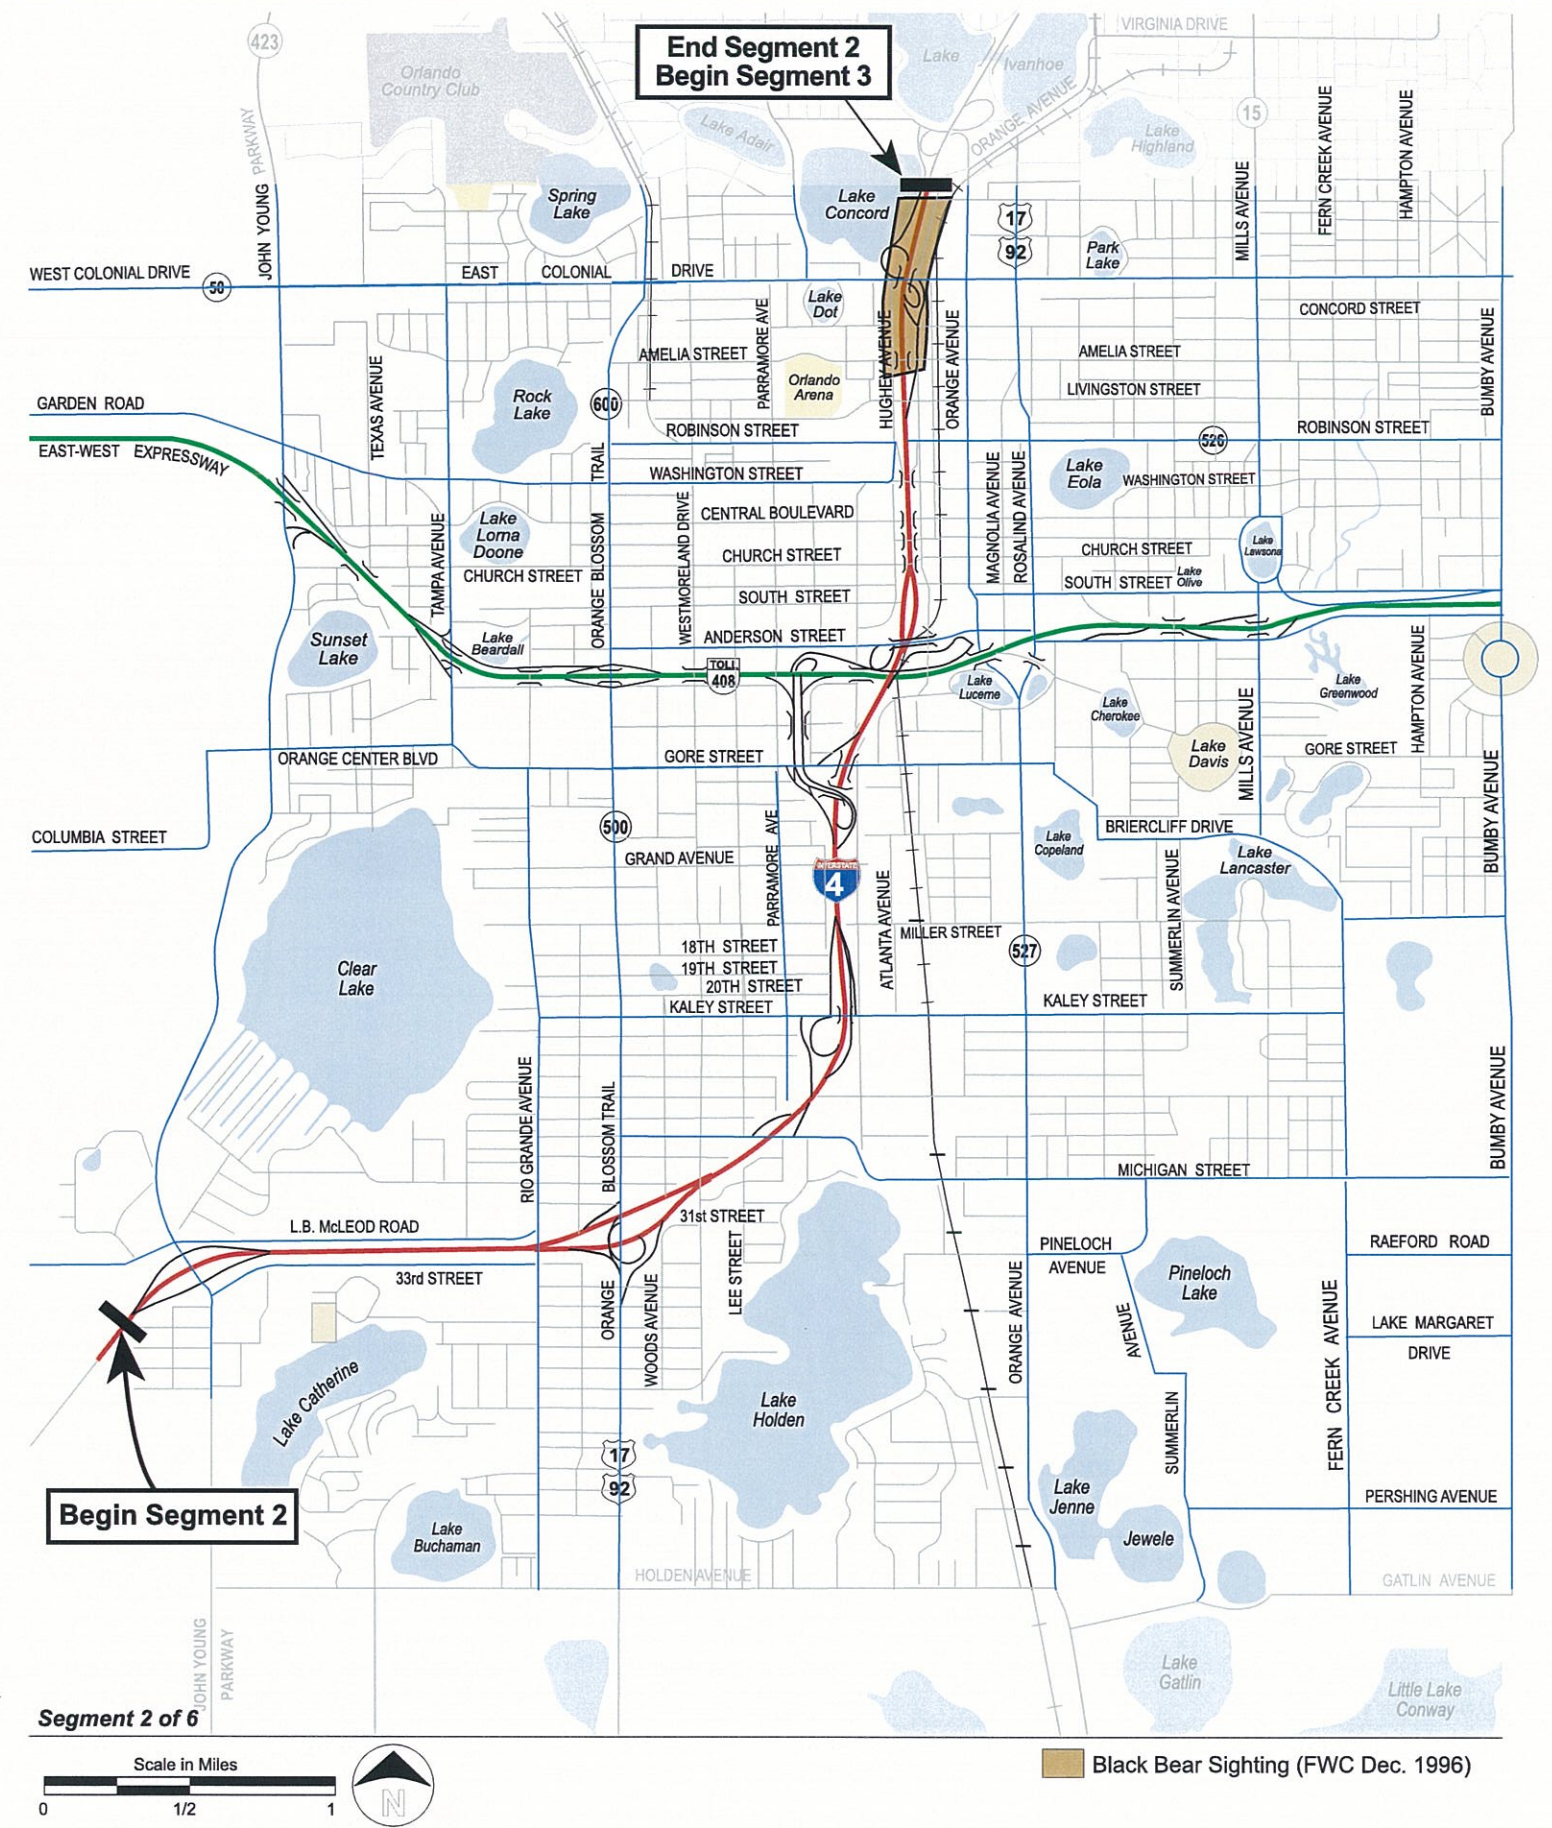 423
VIRGINIA DRIVE
End Segment 2
Begin Segment 3
Lake
Ivanhoe
Orlando
Country Club
15
ORANGE AVENUE
Lake Adair
Lake
Highland
PARKWAY
JOHN YOUNG
FERN CREEK AVENUE
HAMPTON AVENUE
MILLS AVENUE
Spring
Lake
Lake
Concord
17
92
Park
Lake
WEST COLONIAL DRIVE
50
EAST COLONIAL DRIVE
Lake
Dot
CONCORD STREET
PARRAMORE AVE
HUGHEY AVENUE
ORANGE AVENUE
BUMBY AVENUE
AMELIA STREET
AMELIA STREET
TEXAS AVENUE
Orlando
Arena
LIVINGSTON STREET
Rock
Lake
600
GARDEN ROAD
ROBINSON STREET
ROBINSON STREET
526
EAST-WEST EXPRESSWAY
WASHINGTON STREET
Lake
Eola
WASHINGTON STREET
TRAIL
ORANGE BLOSSOM
WESTMORELAND DRIVE
MAGNOLIA AVENUE
ROSALIND AVENUE
TAMPA AVENUE
Lake
Lorna
Doone
CENTRAL BOULEVARD
CHURCH STREET
CHURCH STREET
CHURCH STREET
Lake
Lawsona
SOUTH STREET
SOUTH STREET
Lake
Olive
Sunset
Lake
Lake
Beardall
ANDERSON STREET
TOLL
408
Lake
Lucerne
Lake
Cherokee
Lake
Greenwood
HAMPTON AVENUE
MILLS AVENUE
Lake
Davis
ORANGE CENTER BLVD
GORE STREET
GORE STREET
BUMBY AVENUE
COLUMBIA STREET
500
GRAND AVENUE
PARRAMORE AVE
INTERSTATE
4
ATLANTA AVENUE
Lake
Copeland
BRIERCLIFF DRIVE
Lake
Lancaster
SUMMERLIN AVENUE
MILLER STREET
527
Clear
Lake
18TH STREET
19TH STREET
20TH STREET
KALEY STREET
KALEY STREET
RIO GRANDE AVENUE
BLOSSOM TRAIL
BUMBY AVENUE
MICHIGAN STREET
L.B. McLEOD ROAD
31st STREET
33rd STREET
LEE STREET
ORANGE
WOODS AVENUE
PINELOCH
AVENUE
Pineloch
Lake
RAEFORD ROAD
ORANGE AVENUE
AVENUE
SUMMERLIN
FERN CREEK AVENUE
LAKE MARGARET
DRIVE
Lake Catherine
Lake
Holden
17
92
Begin Segment 2
Lake
Buchaman
Lake
Jenne
Jewele
PERSHING AVENUE
HOLDEN AVENUE
GATLIN AVENUE
JOHN YOUNG
PARKWAY
Lake
Gatlin
Little Lake
Conway
Segment 2 of 6
Scale in Miles
0
1/2
1
N
Black Bear Sighting (FWC Dec. 1996)